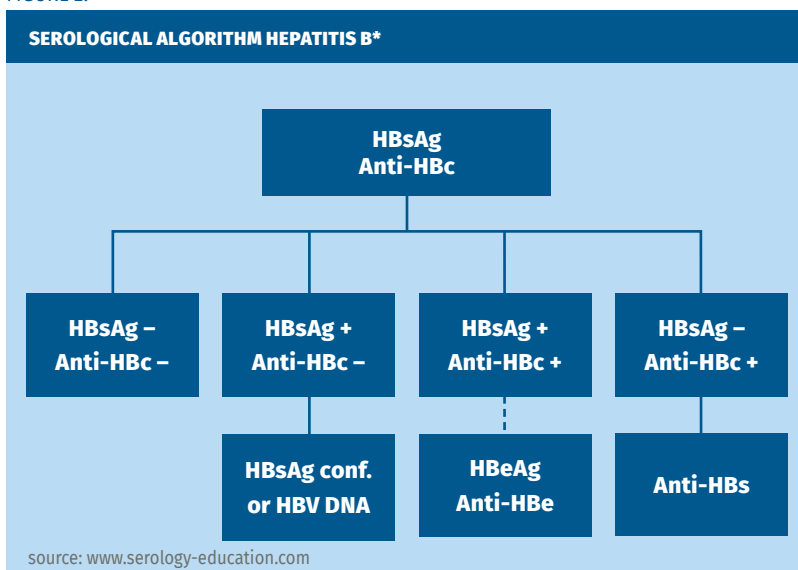 SEROLOGICAL ALGORITHM HEPATITIS B*
HBsAg
Anti-HBc
HBsAg –
Anti-HBc –
HBsAg +
Anti-HBc –
HBsAg +
Anti-HBc +
HBsAg –
Anti-HBc +
HBsAg conf.
or HBV DNA
HBeAg
Anti-HBe
Anti-HBs
source: www.serology-education.com